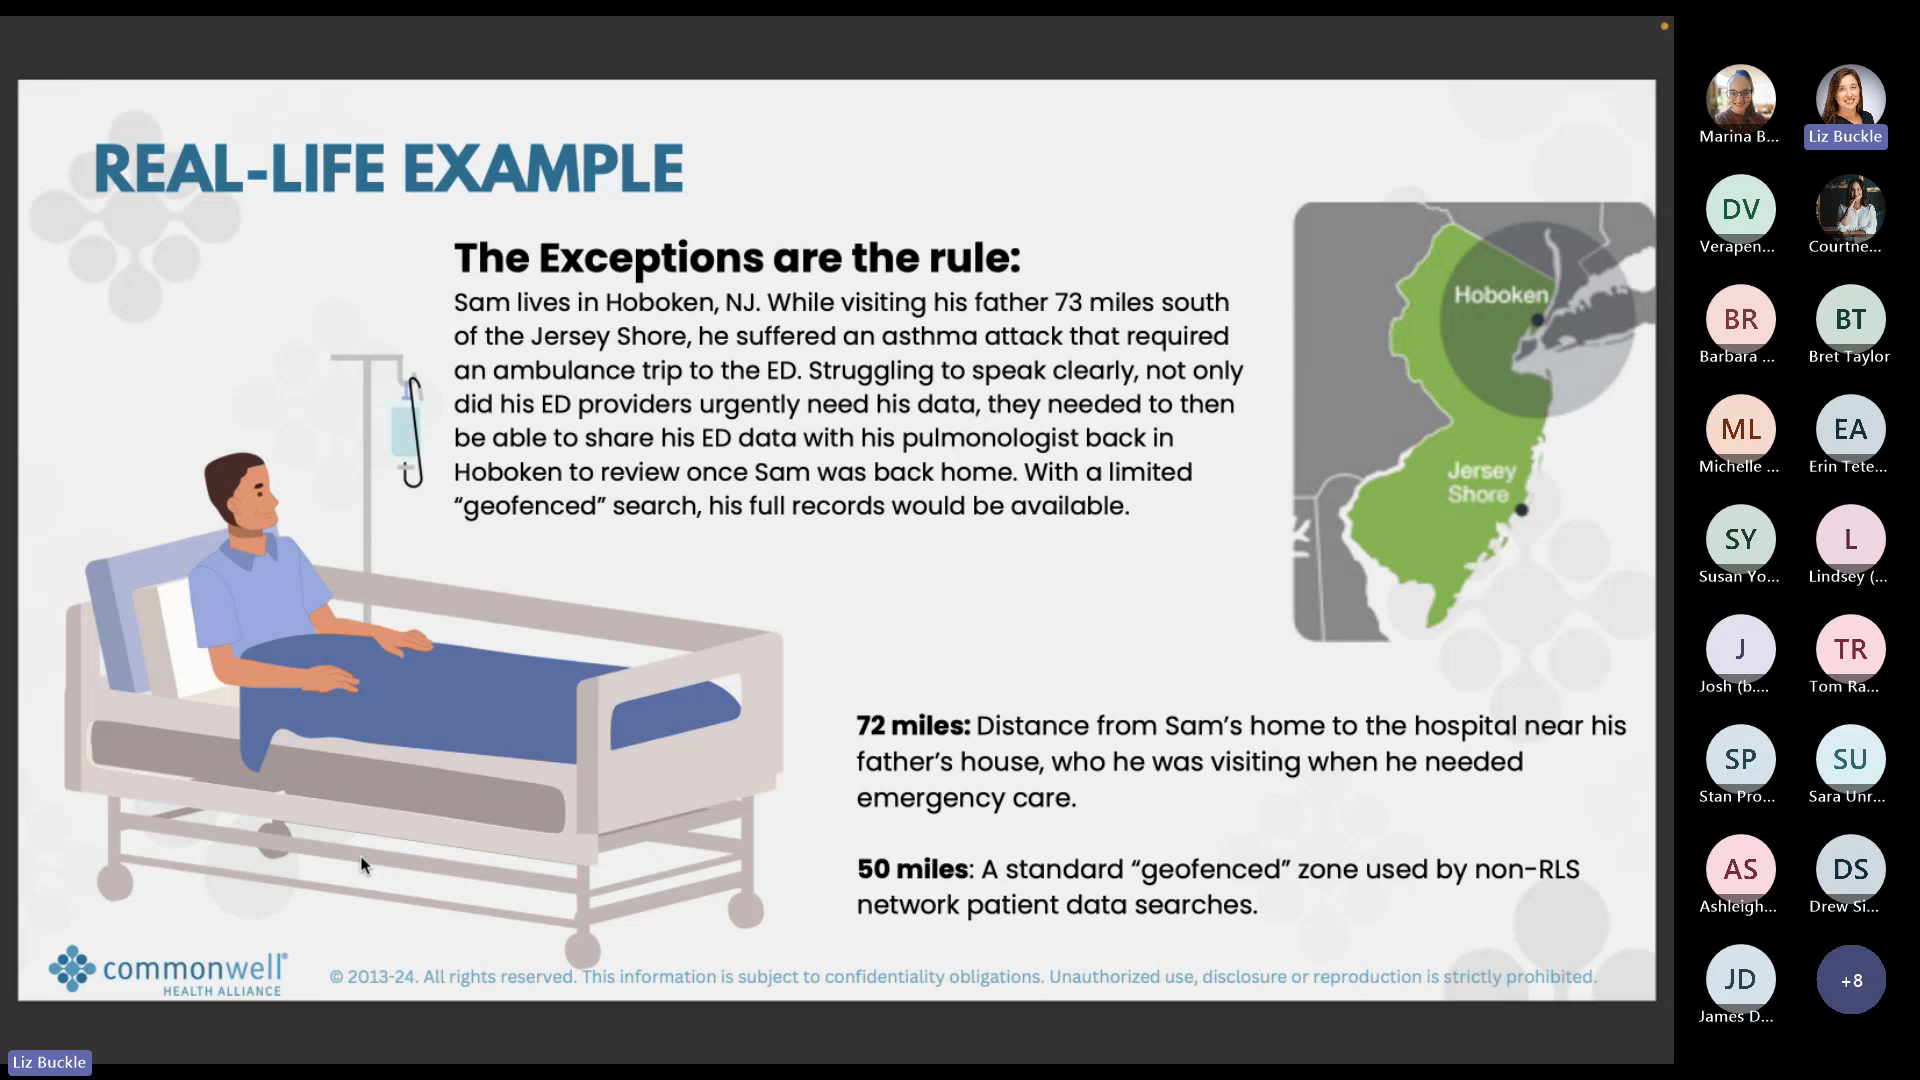 REAL-LIFE EXAMPLE
The Exceptions are the rule:
Sam lives in Hoboken, NJ. While visiting his father 73 miles south
of the Jersey Shore, he suffered an asthma attack that required
an ambulance trip to the ED. Struggling to speak clearly, not only
did his ED providers urgently need his data, they needed to then
be able to share his ED data with his pulmonologist back in
Hoboken to review once Sam was back home. With a limited
“geofenced” search, his full records would be available.
Hoboken
Jersey
Shore
72 miles: Distance from Sam’s home to the hospital near his
father’s house, who he was visiting when he needed
emergency care.
50 miles: A standard “geofenced” zone used by non-RLS
network patient data searches.
commonwell®
HEALTH ALLIANCE
© 2013-24. All rights reserved. This information is subject to confidentiality obligations. Unauthorized use, disclosure or reproduction is strictly prohibited.
Liz Buckle
Marina B...
Liz Buckle
DV
Verapen...
Courtne...
BR
Barbara ...
BT
Bret Taylor
ML
Michelle ...
EA
Erin Tete...
SY
Susan Yo...
L
Lindsey (...
J
Josh (b....
TR
Tom Ra...
SP
Stan Pro...
SU
Sara Unr...
AS
Ashleigh...
DS
Drew Si...
JD
James D...
+8